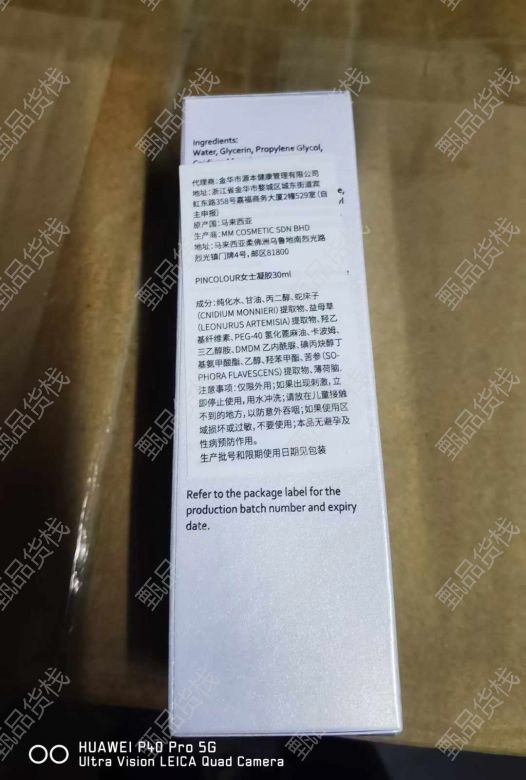 Ingredients:
Water, Glycerin, Propylene Glycol,
代理商:金华市源本健康管理有限公司
地址:浙江省金华市婺城区城东街道宾
虹东路358号嘉福商务大厦2幢529室(自
主申报)
原产国:马来西亚
生产商:MM COSMETIC SDN BHD
地址:马来西亚柔佛洲乌鲁地南烈光路
烈光镇门牌4号,邮区81800
PINCOLOUR女士凝胶30ml
成分:纯化水、甘油、丙二醇、蛇床子
(CNIDIUM MONNIERI)提取物、益母草
(LEONURUS ARTEMISIA)提取物、羟乙
基纤维素、PEG-40氢化蓖麻油、卡波姆、
三乙醇胺、DMDM乙内酰脲、碘丙炔醇丁
基氨甲酸酯、乙醇、羟苯甲酯、苦参(SO-
PHORA FLAVESCENS)提取物、薄荷脑.
注意事项:仅限外用;如果出现刺激,立
即停止使用,用水冲洗;请放在儿童接触
不到的地方,以防意外吞咽;如果使用区
域损坏或过敏,不要使用;本品无避孕及
性病预防作用。
生产批号和限期使用日期见包装
Refer to the package label for the
production batch number and expiry
date.
甄品货栈
HUAWEI P40 Pro 5G
Ultra Vision LEICA Quad Camera